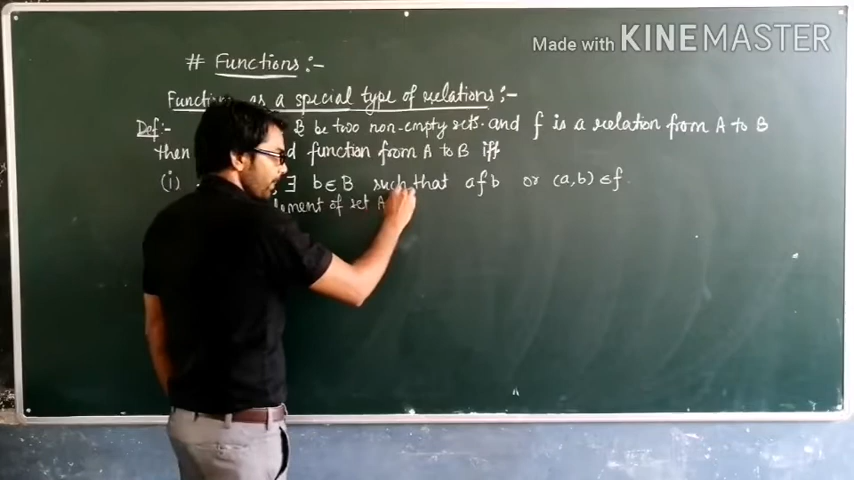 Made with KINEMASTER
# Functions :-
Functions as a special type of relations :-
Def:- B be two non-empty sets. and f is a relation from A to B
then d function from A to B iff
(i) ∃ b ∈ B such that a f b or (a,b) ∈ f.
lement of set A